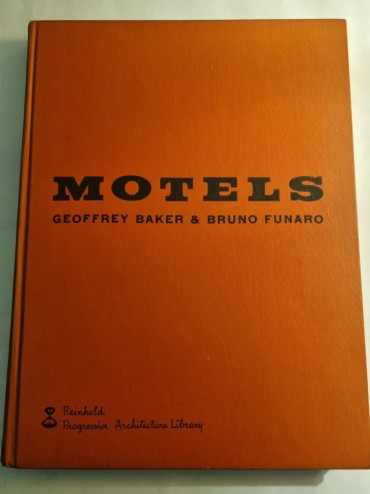 MOTELS
GEOFFREY BAKER & BRUNO FUNARO
Reinhold
Progressive Architecture Library